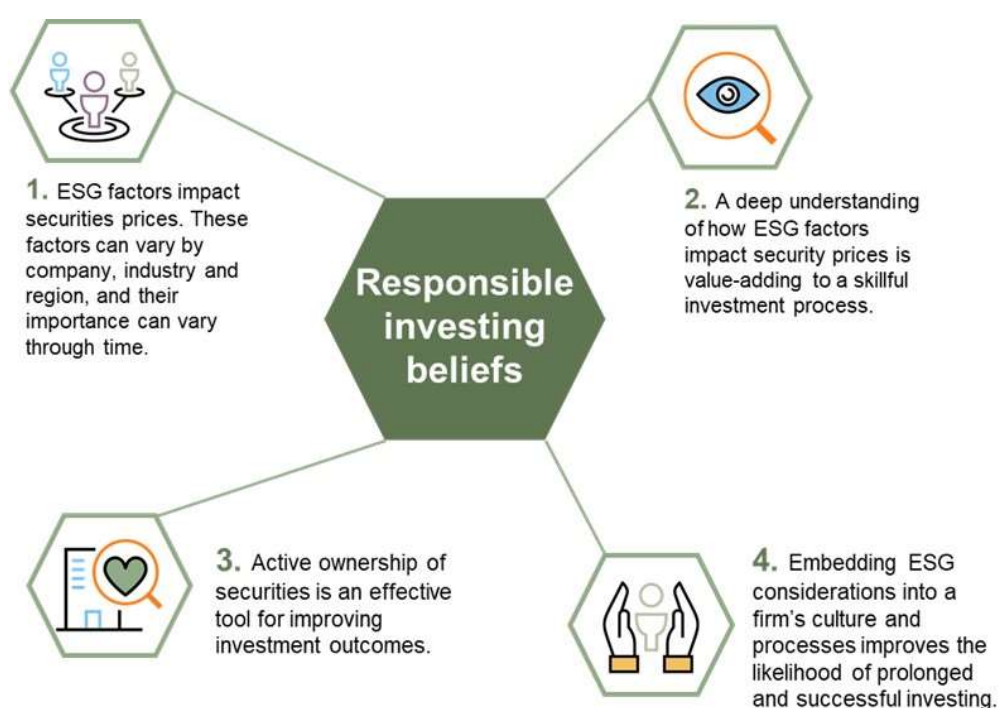 1. ESG factors impact
securities prices. These
factors can vary by
company, industry and
region, and their
importance can vary
through time.
2. A deep understanding
of how ESG factors
impact security prices is
value-adding to a skillful
investment process.
Responsible
investing
beliefs
3. Active ownership of
securities is an effective
tool for improving
investment outcomes.
4. Embedding ESG
considerations into a
firm's culture and
processes improves the
likelihood of prolonged
and successful investing.